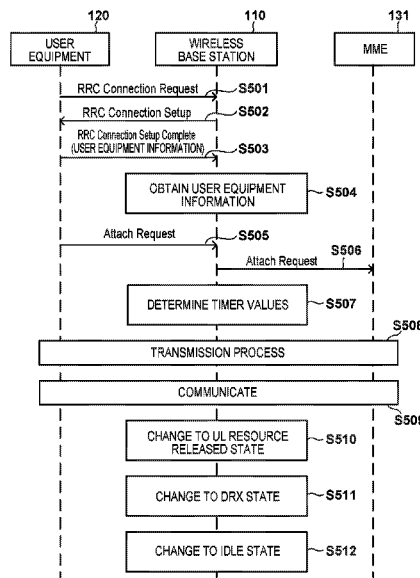 120
110
131
USER
EQUIPMENT
WIRELESS
BASE STATION
MME
RRC Connection Request
S501
RRC Connection Setup
S502
RRC Connection Setup Complete
(USER EQUIPMENT INFORMATION)
S503
OBTAIN USER EQUIPMENT
INFORMATION
S504
Attach Request
S505
S506
Attach Request
DETERMINE TIMER VALUES
S507
S508
TRANSMISSION PROCESS
COMMUNICATE
S509
CHANGE TO UL RESOURCE
RELEASED STATE
S510
CHANGE TO DRX STATE
S511
CHANGE TO IDLE STATE
S512